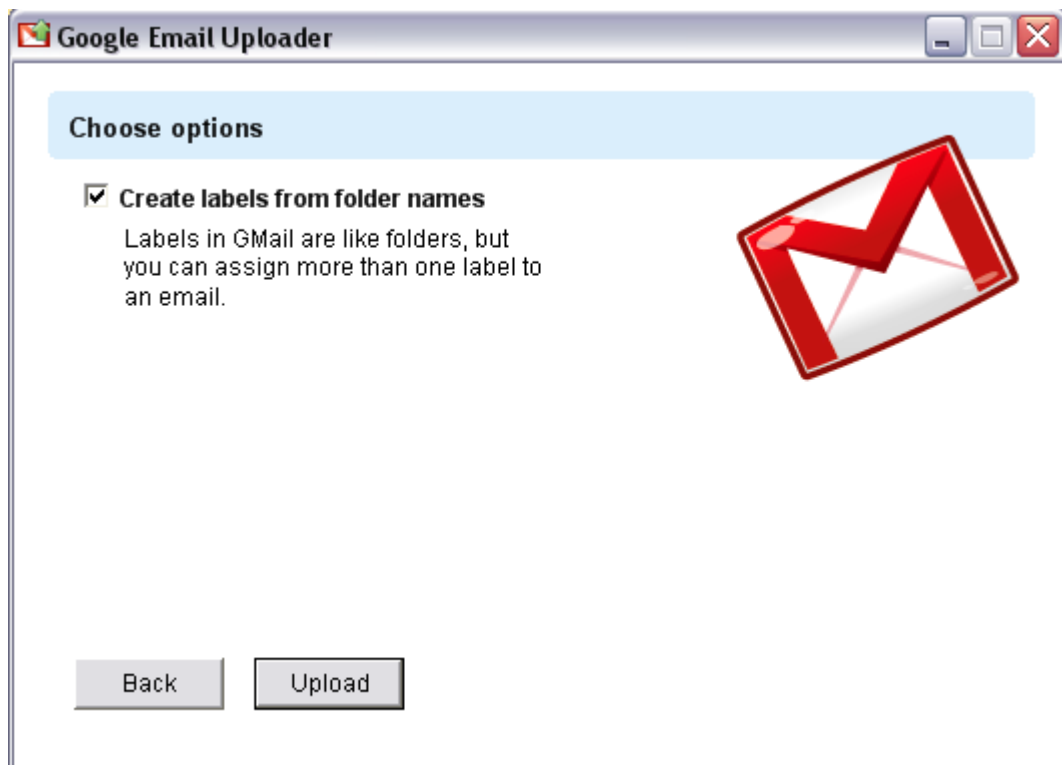 Google Email Uploader
Choose options
Create labels from folder names
Labels in GMail are like folders, but
you can assign more than one label to
an email.
Back
Upload